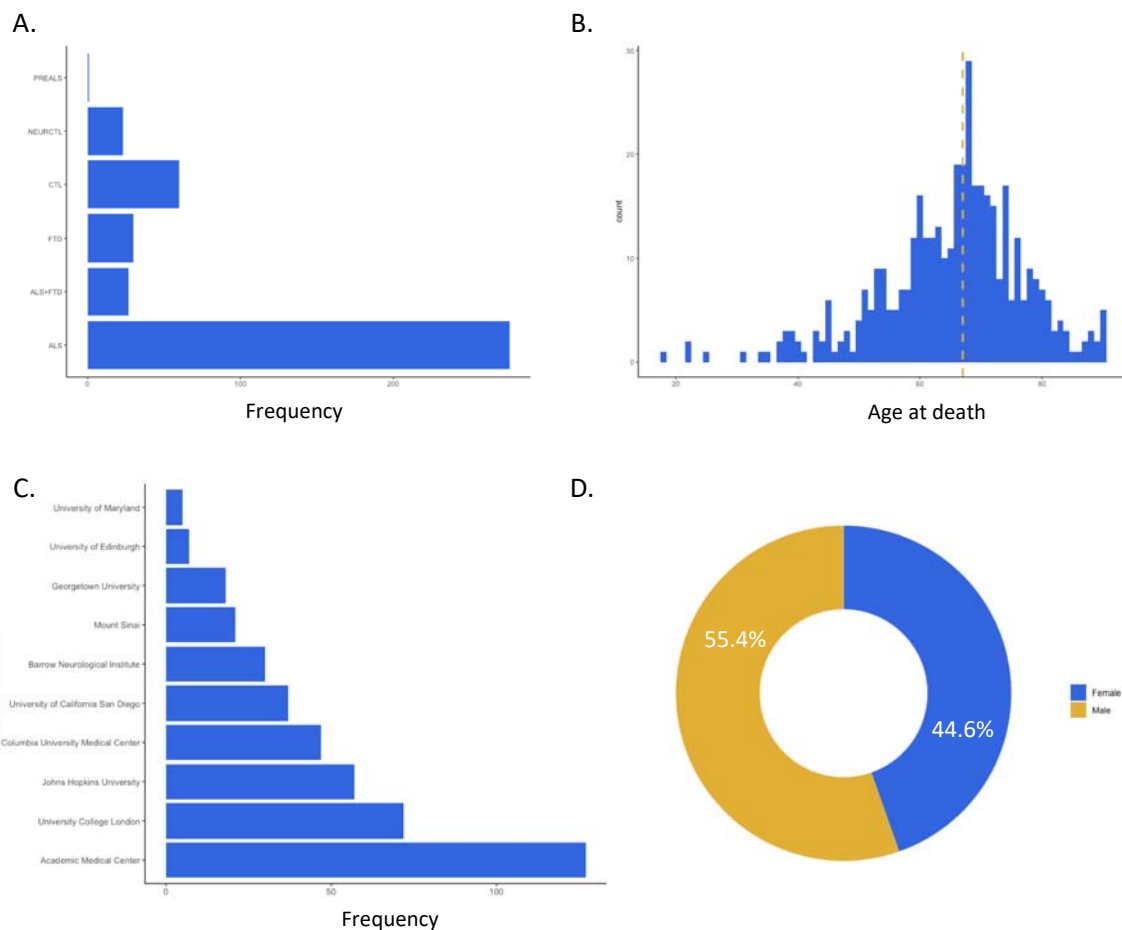 A.
PREALS
NEURCTL
CTL
FTD
ALS+FTD
ALS
0 100 200
Frequency
B.
30
20
10
0
count
20 40 60 80
Age at death
C.
University of Maryland
University of Edinburgh
Georgetown University
Mount Sinai
Barrow Neurological Institute
University of California San Diego
Columbia University Medical Center
Johns Hopkins University
University College London
Academic Medical Center
0 50 100
Frequency
D.
55.4%
44.6%
Female
Male